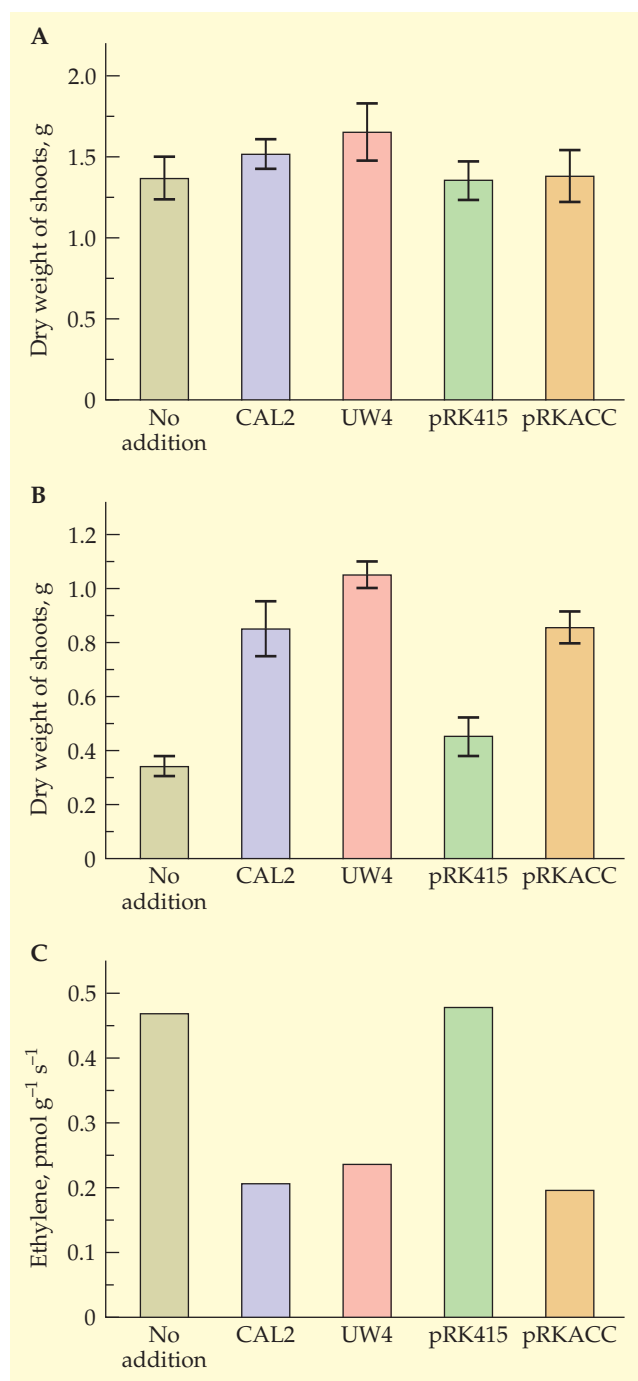 A
Dry weight of shoots, g
2.0
1.5
1.0
0.5
0
No addition CAL2 UW4 pRK415 pRKACC
B
Dry weight of shoots, g
1.2
1.0
0.8
0.6
0.4
0.2
0
No addition CAL2 UW4 pRK415 pRKACC
C
Ethylene, pmol g⁻¹ s⁻¹
0.5
0.4
0.3
0.2
0.1
0
No addition CAL2 UW4 pRK415 pRKACC